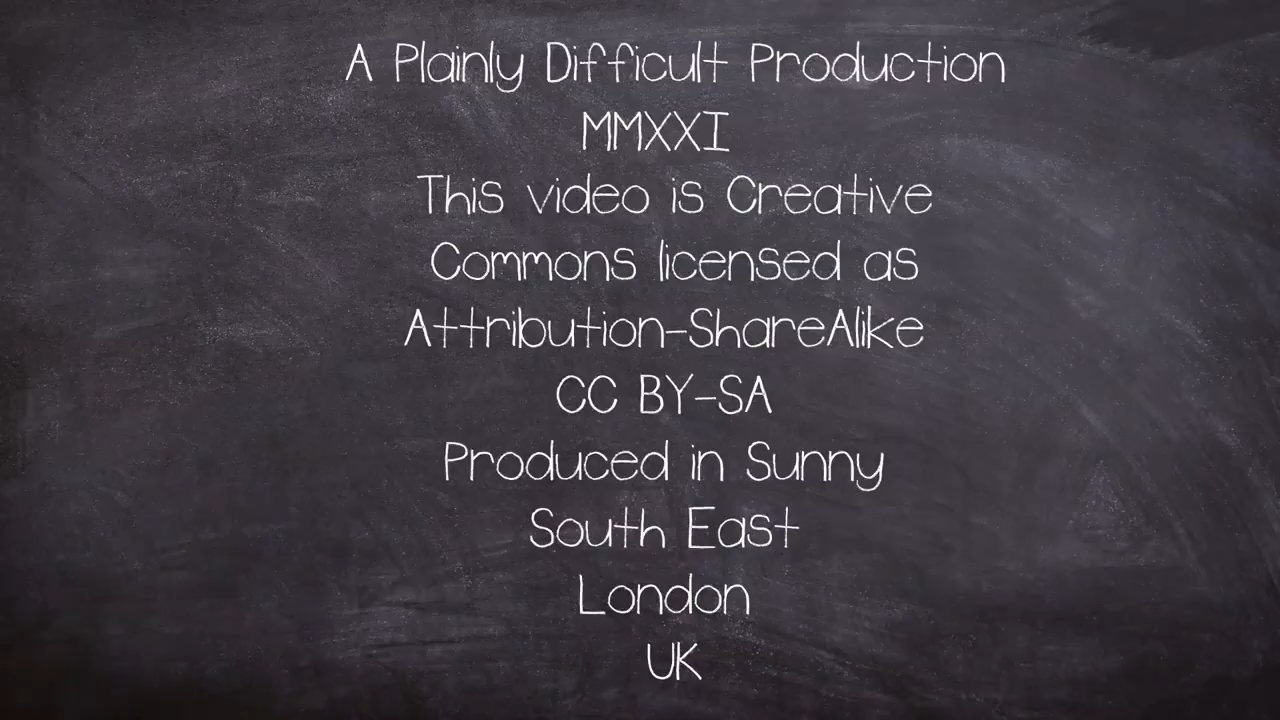 A Plainly Difficult Production
MMXXI
This video is Creative
Commons licensed as
Attribution-ShareAlike
CC BY-SA
Produced in Sunny
South East
London
UK